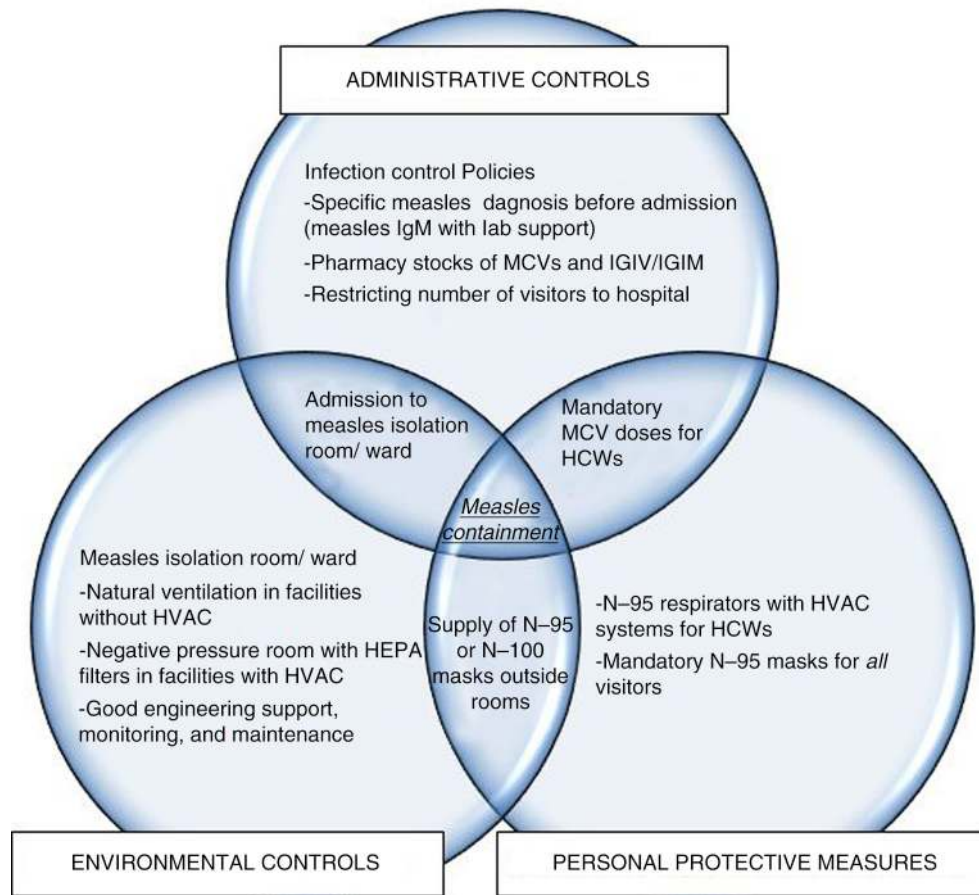 ADMINISTRATIVE CONTROLS
Infection control Policies
-Specific measles dagnosis before admission
(measles IgM with lab support)
-Pharmacy stocks of MCVs and IGIV/IGIM
-Restricting number of visitors to hospital
Admission to
measles isolation
room/ ward
Mandatory
MCV doses for
HCWs
Measles
containment
Measles isolation room/ ward
-Natural ventilation in facilities
without HVAC
-Negative pressure room with HEPA
filters in facilities with HVAC
-Good engineering support,
monitoring, and maintenance
Supply of N–95
or N–100
masks outside
rooms
-N–95 respirators with HVAC
systems for HCWs
-Mandatory N–95 masks for all
visitors
ENVIRONMENTAL CONTROLS
PERSONAL PROTECTIVE MEASURES